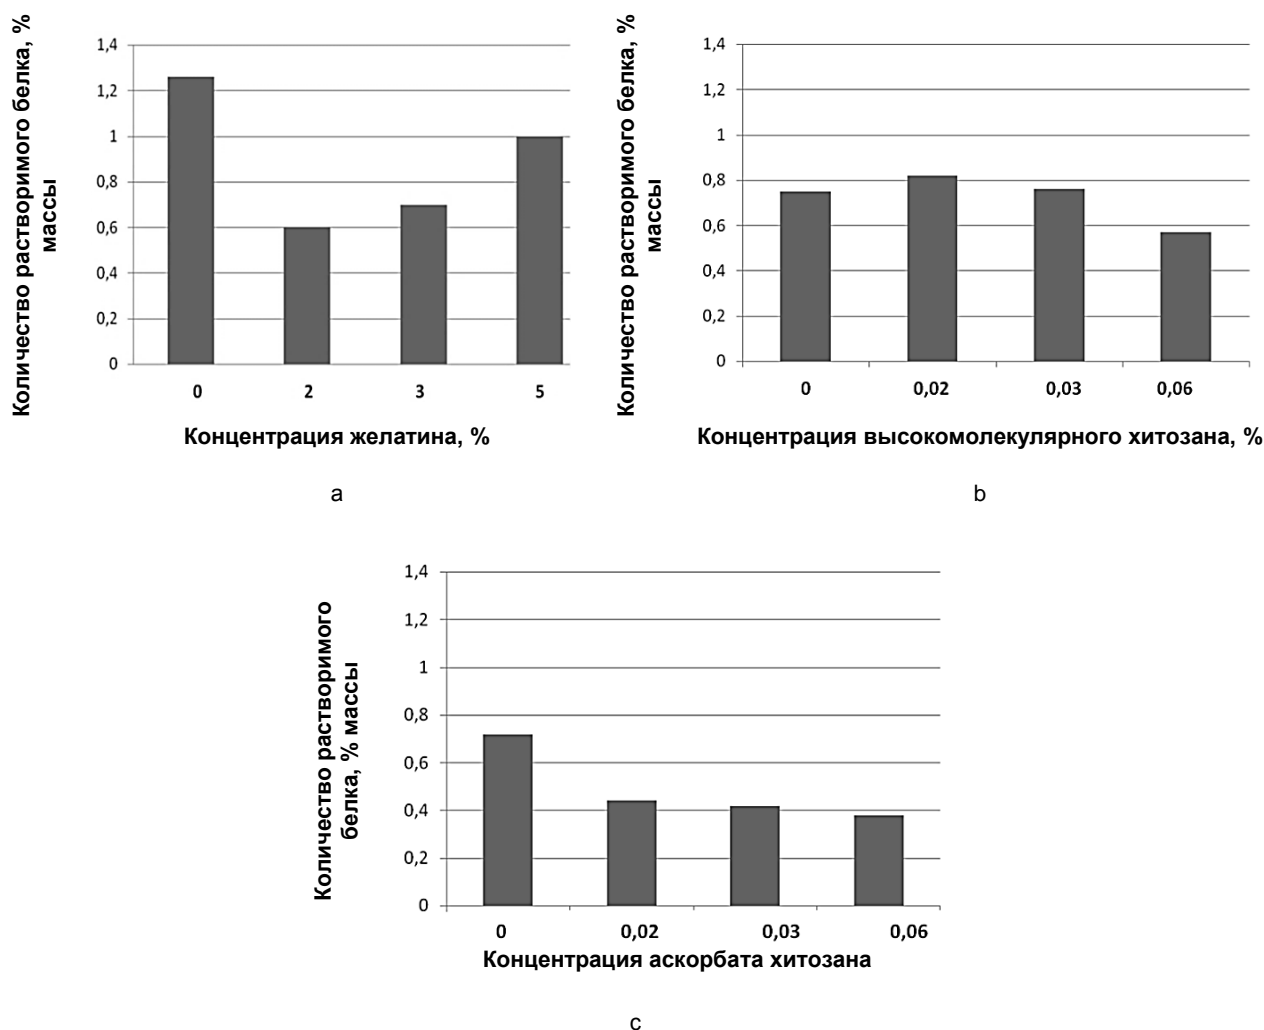 Количество растворимого белка, %
массы
1,4
1,2
1
0,8
0,6
0,4
0,2
0
0 2 3 5
Концентрация желатина, %
a
Количество растворимого белка, %
массы
1,4
1,2
1
0,8
0,6
0,4
0,2
0
0 0,02 0,03 0,06
Концентрация высокомолекулярного хитозана, %
b
Количество растворимого
белка, % массы
1,4
1,2
1
0,8
0,6
0,4
0,2
0
0 0,02 0,03 0,06
Концентрация аскорбата хитозана
c